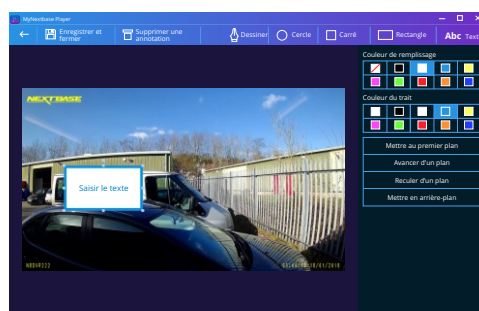 MyNextbase Player
Enregistrer et
fermer
Supprimer une
annotation
Dessiner
Cercle
Carré
Rectangle
Abc Text
Couleur de remplissage
NEXTBASE
Couleur du trait
Mettre au premier plan
Avancer d'un plan
Reculer d'un plan
Mettre en arrière-plan
Saisir le texte